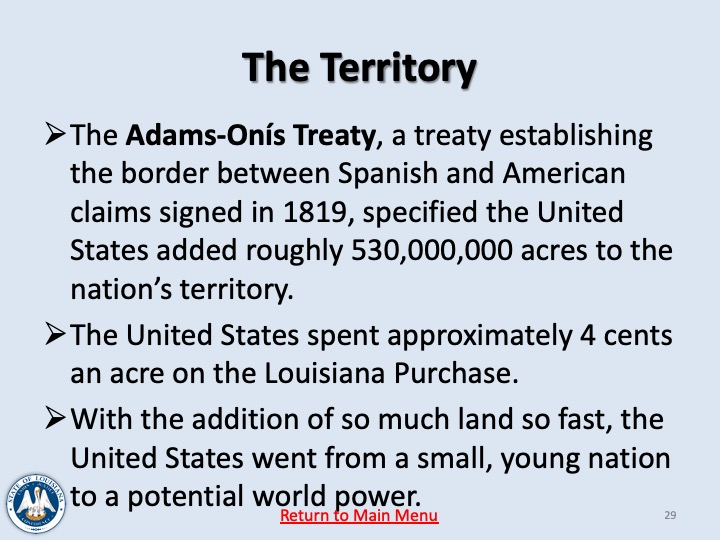 The Territory
➢The Adams-Onís Treaty, a treaty establishing
the border between Spanish and American
claims signed in 1819, specified the United
States added roughly 530,000,000 acres to the
nation’s territory.
➢The United States spent approximately 4 cents
an acre on the Louisiana Purchase.
➢With the addition of so much land so fast, the
United States went from a small, young nation
to a potential world power.
STATE OF LOUISIANA
Return to Main Menu
29